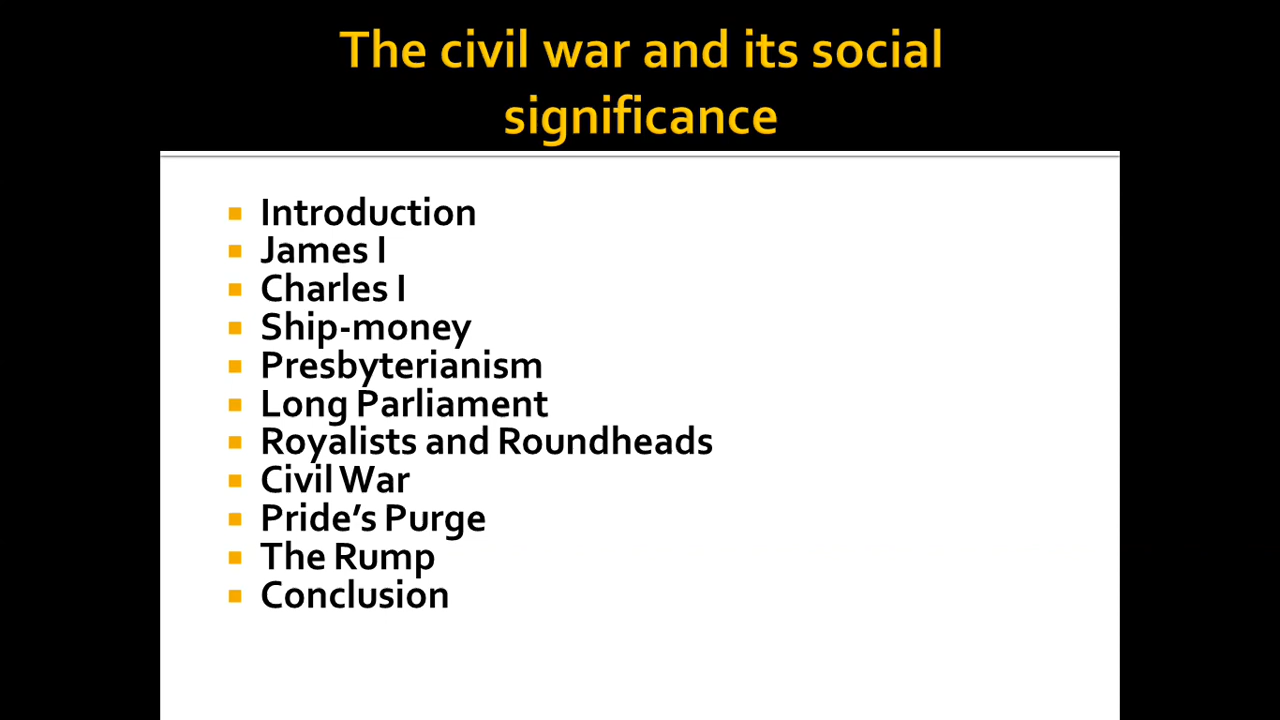 The civil war and its social
significance
Introduction
James I
Charles I
Ship-money
Presbyterianism
Long Parliament
Royalists and Roundheads
Civil War
Pride’s Purge
The Rump
Conclusion